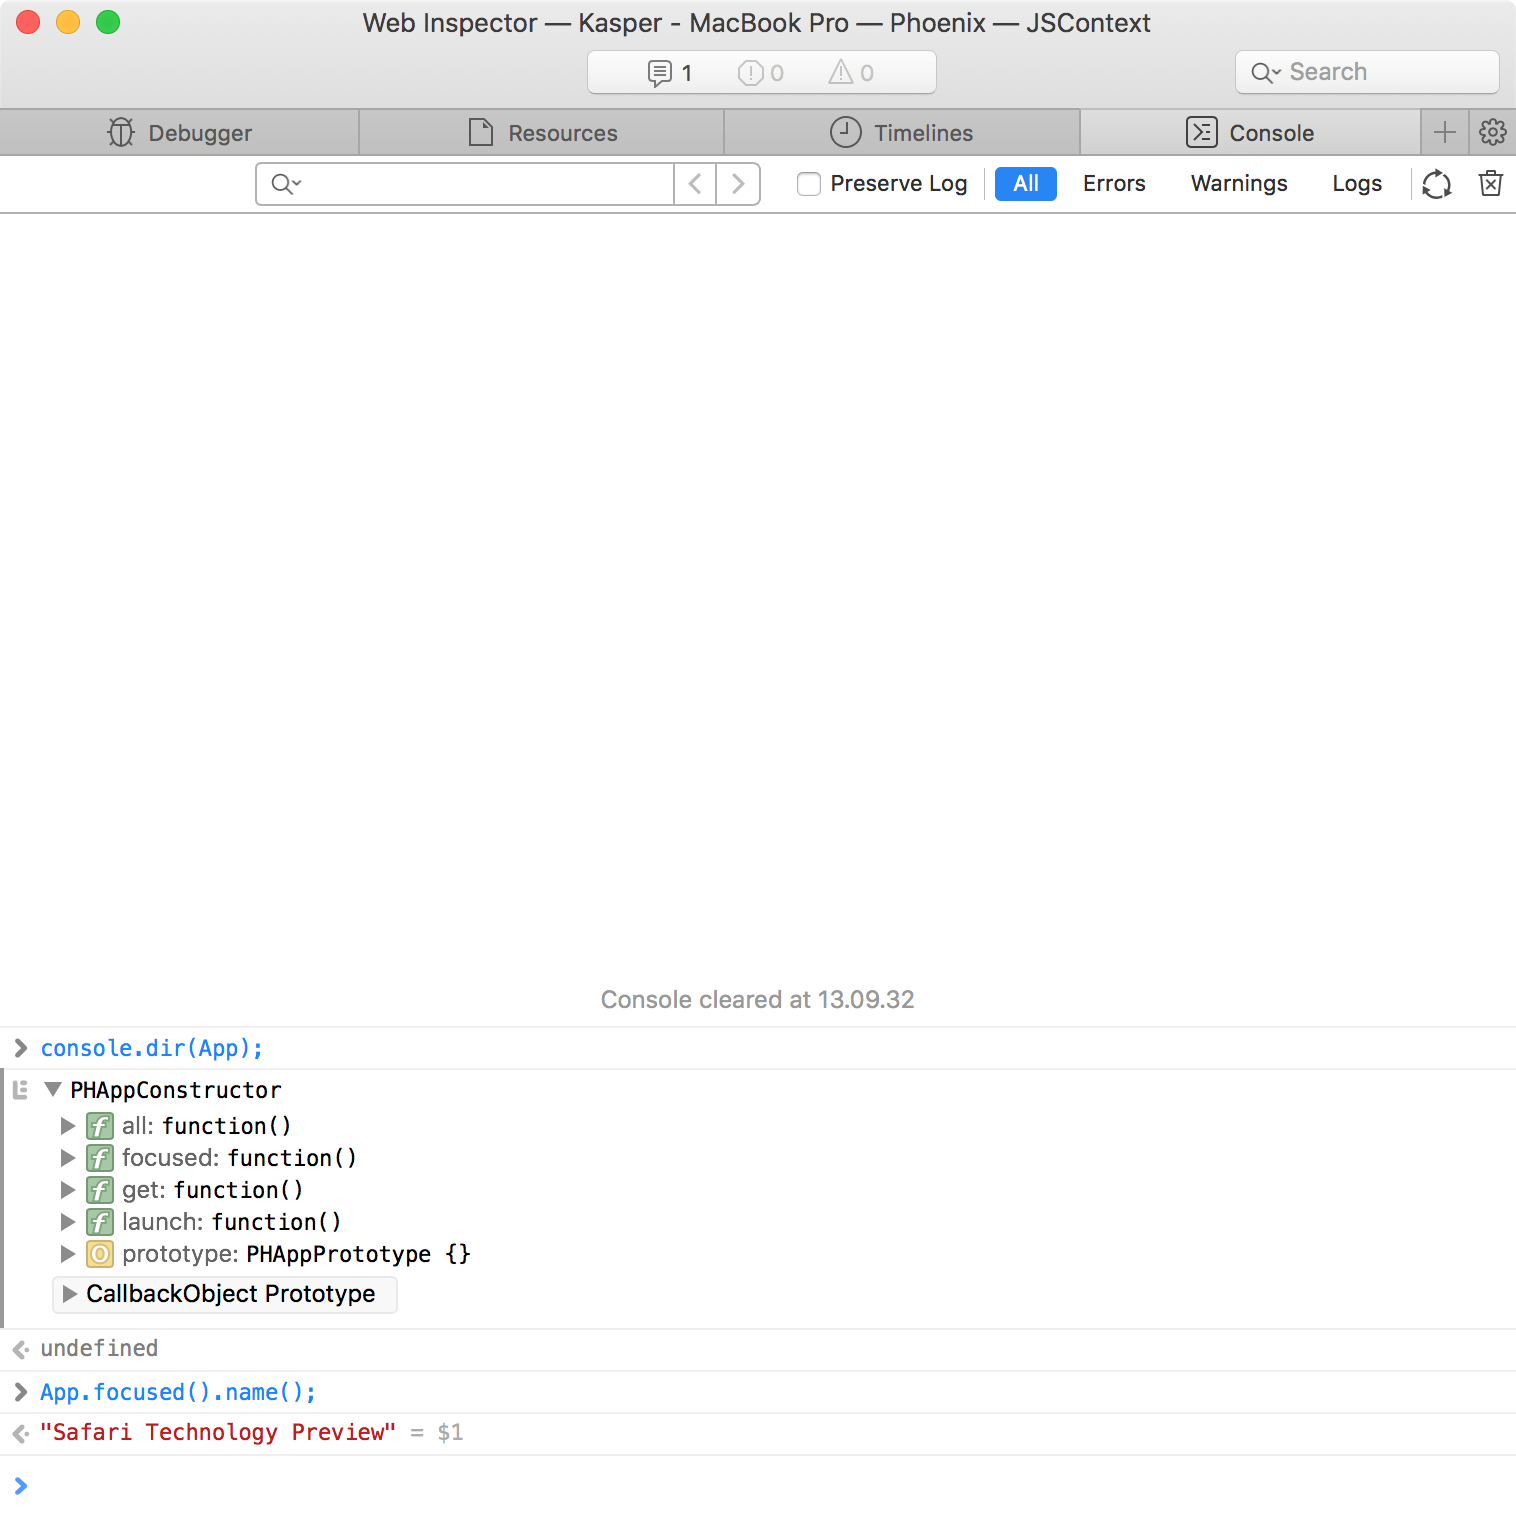 Web Inspector — Kasper - MacBook Pro — Phoenix — JSContext
1 0 0 Search
Debugger Resources Timelines Console
Preserve Log All Errors Warnings Logs
Console cleared at 13.09.32
console.dir(App);
PHAppConstructor
f all: function()
f focused: function()
f get: function()
f launch: function()
O prototype: PHAppPrototype {}
CallbackObject Prototype
undefined
App.focused().name();
"Safari Technology Preview" = $1